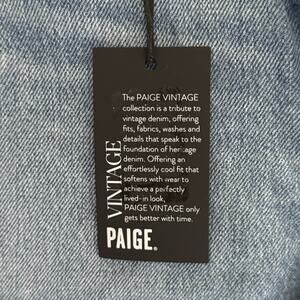 The PAIGE VINTAGE
collection is a tribute to
vintage denim, offering
fits, fabrics, washes and
details that speak to the
foundation of heritage
denim. Offering an
effortlessly cool fit that
softens with wear to
achieve a perfectly
lived-in look,
PAIGE VINTAGE only
gets better with time.
VINTAGE
PAIGE®